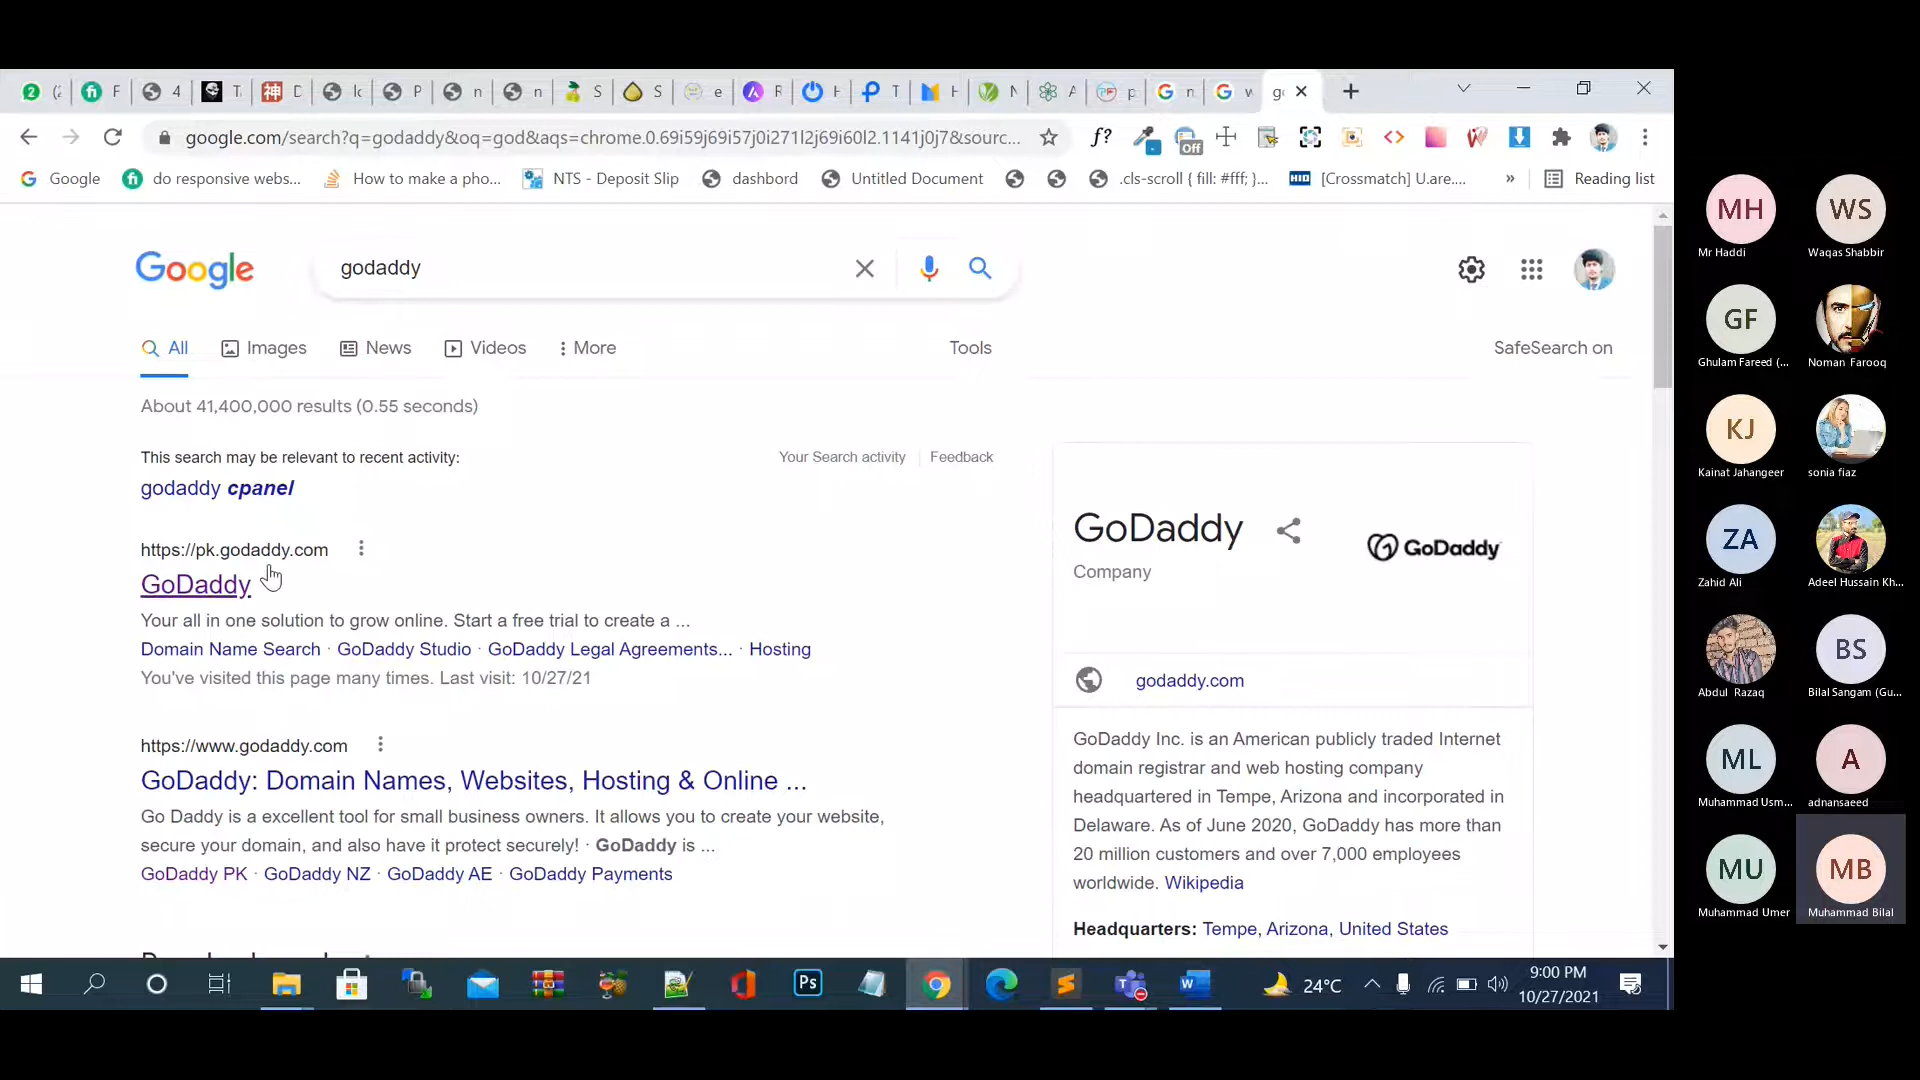 2 (2 F 4 T D lo P n n S S e R H T H N A p n w g
google.com/search?q=godaddy&oq=god&aqs=chrome.0.69i59j69i57j0i271l2j69i60l2.1141j0j7&sourc...
f? Off
Google do responsive webs... How to make a pho... NTS - Deposit Slip dashbord Untitled Document .cls-scroll { fill: #fff; }... HID [Crossmatch] U.are.... » Reading list
Google godaddy
All Images News Videos More Tools SafeSearch on
About 41,400,000 results (0.55 seconds)
This search may be relevant to recent activity: Your Search activity Feedback
godaddy cpanel
https://pk.godaddy.com
GoDaddy
Your all in one solution to grow online. Start a free trial to create a ...
Domain Name Search · GoDaddy Studio · GoDaddy Legal Agreements... · Hosting
You've visited this page many times. Last visit: 10/27/21
https://www.godaddy.com
GoDaddy: Domain Names, Websites, Hosting & Online ...
Go Daddy is a excellent tool for small business owners. It allows you to create your website,
secure your domain, and also have it protect securely! · GoDaddy is ...
GoDaddy PK · GoDaddy NZ · GoDaddy AE · GoDaddy Payments
GoDaddy
GoDaddy
Company
godaddy.com
GoDaddy Inc. is an American publicly traded Internet
domain registrar and web hosting company
headquartered in Tempe, Arizona and incorporated in
Delaware. As of June 2020, GoDaddy has more than
20 million customers and over 7,000 employees
worldwide. Wikipedia
Headquarters: Tempe, Arizona, United States
Ps
24°C
9:00 PM
10/27/2021
MH WS
Mr Haddi Waqas Shabbir
GF
Ghulam Fareed (... Noman Farooq
KJ
Kainat Jahangeer sonia fiaz
ZA
Zahid Ali Adeel Hussain Kh...
BS
Abdul Razaq Bilal Sangam (Gu...
ML A
Muhammad Usm... adnansaeed
MU MB
Muhammad Umer Muhammad Bilal